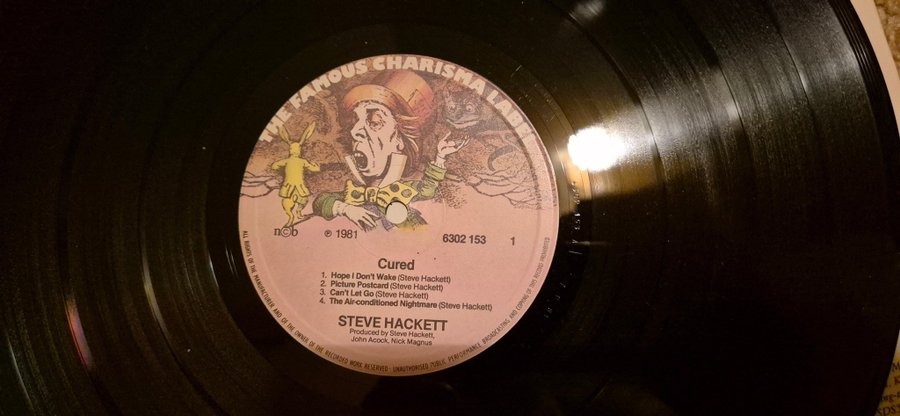 THE FAMOUS CHARISMA LABEL
n©b
℗ 1981
6302 153
1
Cured
1. Hope I Don't Wake (Steve Hackett)
2. Picture Postcard (Steve Hackett)
3. Can't Let Go (Steve Hackett)
4. The Air-conditioned Nightmare (Steve Hackett)
STEVE HACKETT
Produced by Steve Hackett,
John Acock, Nick Magnus
ALL RIGHTS OF THE MANUFACTURER AND OF THE OWNER OF THE RECORDED WORK RESERVED · UNAUTHORISED PUBLIC PERFORMANCE, BROADCASTING, AND COPYING OF THIS RECORD PROHIBITED